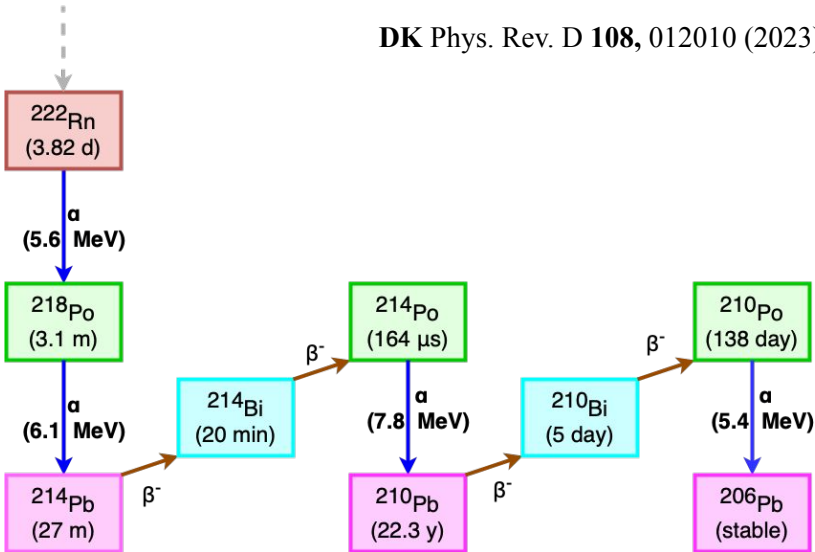 DK Phys. Rev. D 108, 012010 (2023)
²²²Rn
(3.82 d)
α
(5.6 MeV)
²¹⁸Po
(3.1 m)
²¹⁴Po
(164 µs)
²¹⁰Po
(138 day)
β⁻
β⁻
α
(6.1 MeV)
²¹⁴Bi
(20 min)
α
(7.8 MeV)
²¹⁰Bi
(5 day)
α
(5.4 MeV)
²¹⁴Pb
(27 m)
β⁻
²¹⁰Pb
(22.3 y)
β⁻
²⁰⁶Pb
(stable)